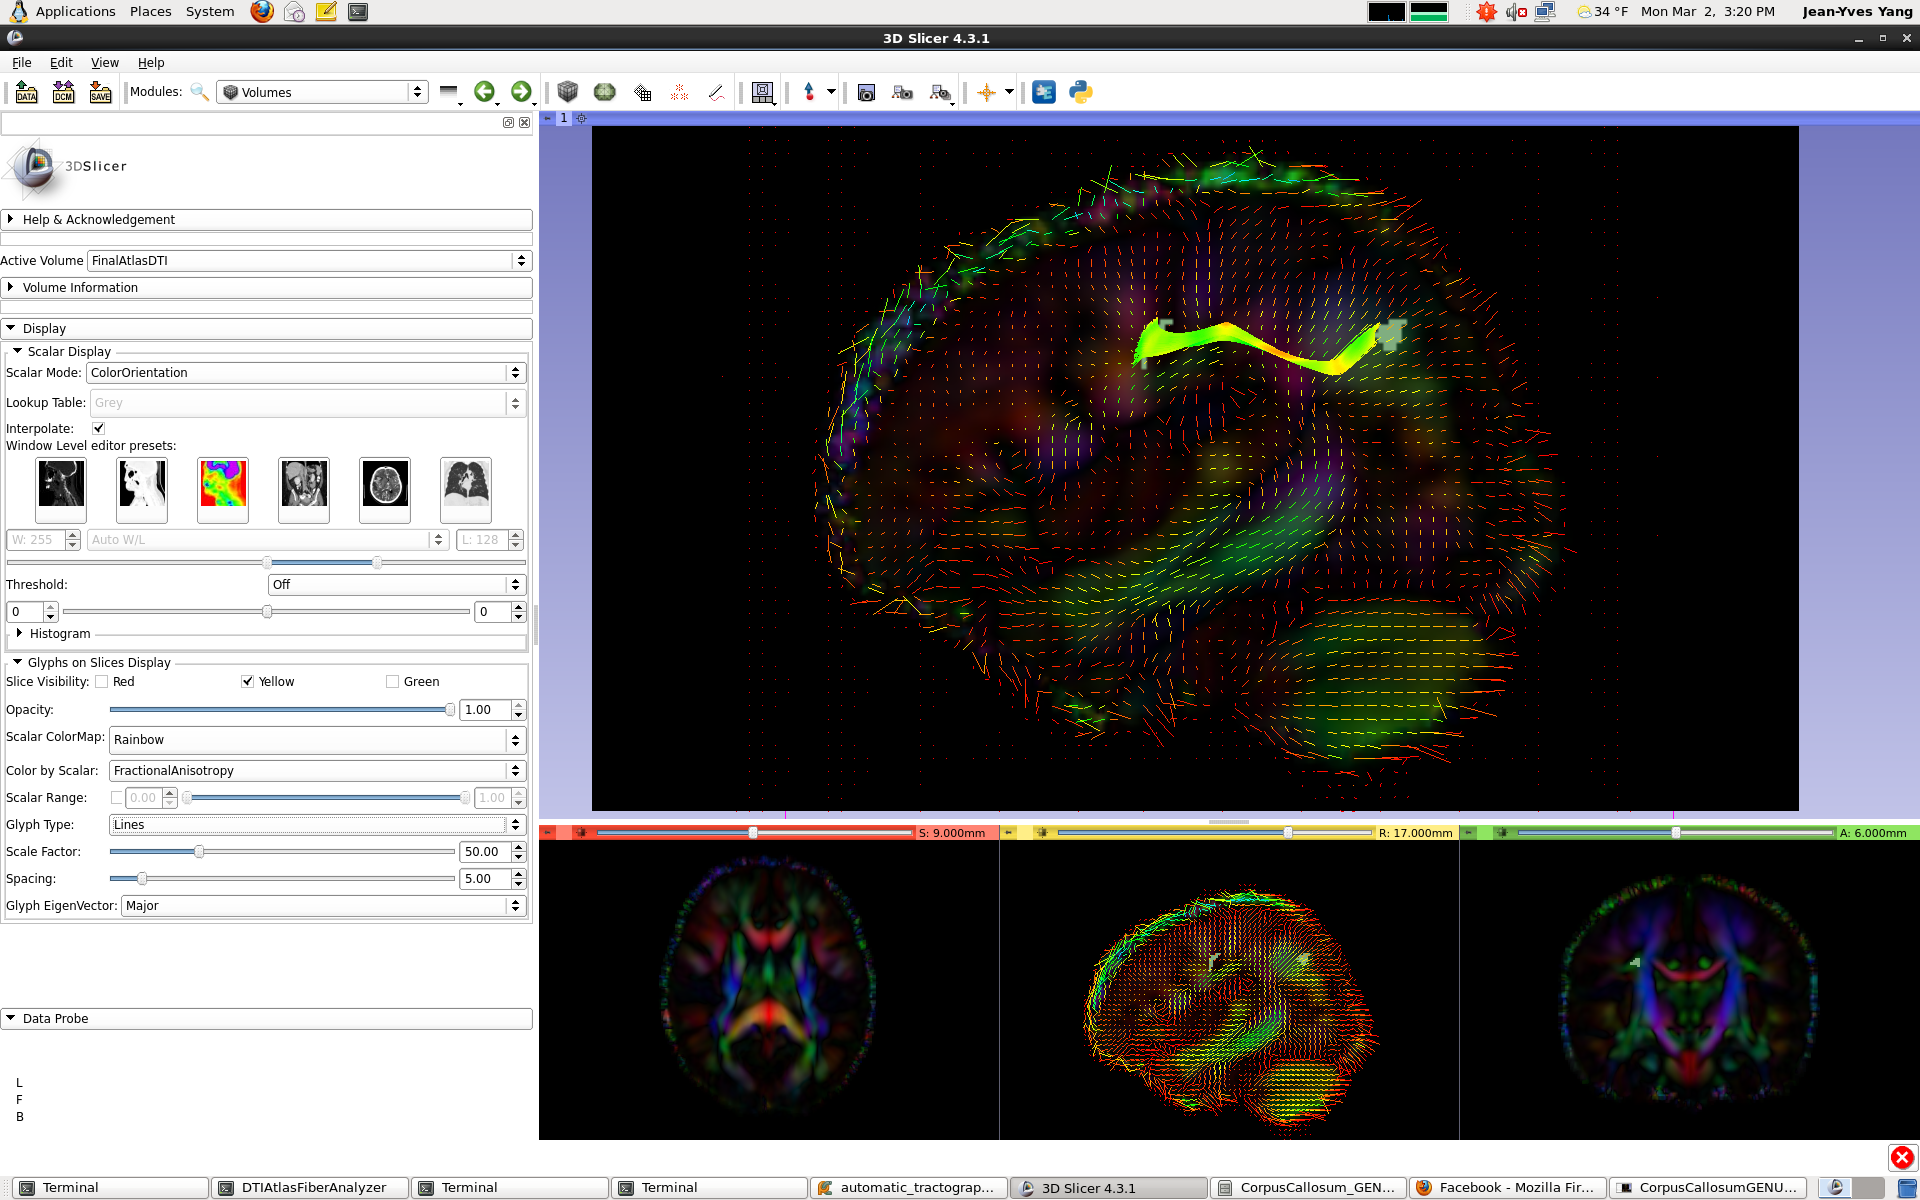 Applications Places System 34 °F Mon Mar 2, 3:20 PM Jean-Yves Yang
3D Slicer 4.3.1
File Edit View Help
DATA DCM SAVE Modules: Volumes
1
3DSlicer
Help & Acknowledgement
Active Volume FinalAtlasDTI
Volume Information
Display
Scalar Display
Scalar Mode: ColorOrientation
Lookup Table: Grey
Interpolate:
Window Level editor presets:
W: 255 Auto W/L L: 128
Threshold: Off
0 0
Histogram
Glyphs on Slices Display
Slice Visibility: Red Yellow Green
Opacity: 1.00
Scalar ColorMap: Rainbow
Color by Scalar: FractionalAnisotropy
Scalar Range: 0.00 1.00
Glyph Type: Lines
Scale Factor: 50.00
Spacing: 5.00
Glyph EigenVector: Major
S: 9.000mm R: 17.000mm A: 6.000mm
Data Probe
L
F
B
Terminal DTIAtlasFiberAnalyzer Terminal Terminal automatic_tractograp... 3D Slicer 4.3.1 CorpusCallosum_GEN... Facebook - Mozilla Fir... CorpusCallosumGENU...